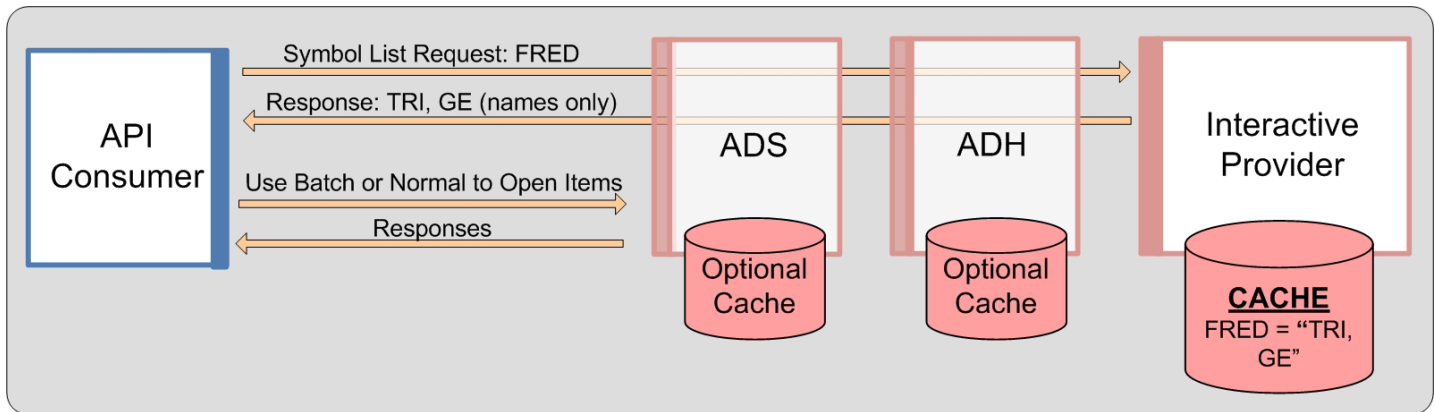 Symbol List Request: FRED
Response: TRI, GE (names only)
API
Consumer
Use Batch or Normal to Open Items
Responses
ADS
Optional
Cache
ADH
Optional
Cache
Interactive
Provider
CACHE
FRED = “TRI,
GE”